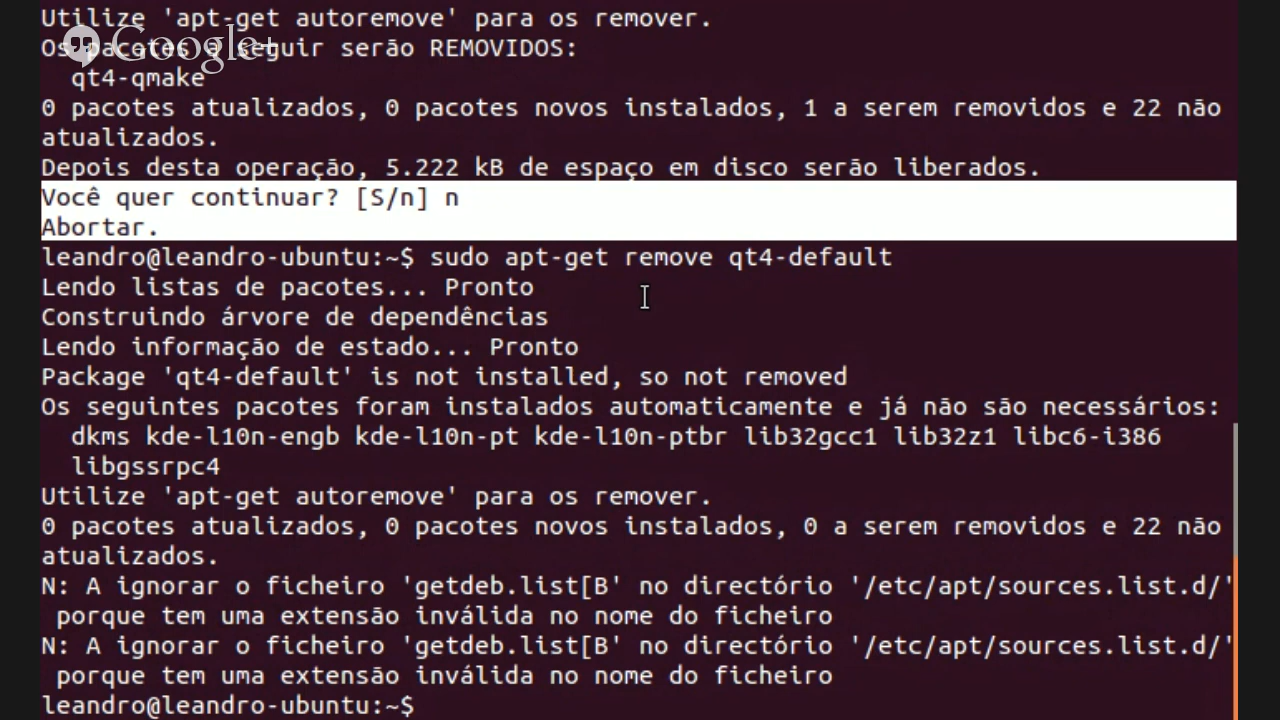 Utilize 'apt-get autoremove' para os remover.
Os pacotes a seguir serão REMOVIDOS:
Google+
qt4-qmake
0 pacotes atualizados, 0 pacotes novos instalados, 1 a serem removidos e 22 não
atualizados.
Depois desta operação, 5.222 kB de espaço em disco serão liberados.
Você quer continuar? [S/n] n
Abortar.
leandro@leandro-ubuntu:~$ sudo apt-get remove qt4-default
Lendo listas de pacotes... Pronto
Construindo árvore de dependências
Lendo informação de estado... Pronto
Package 'qt4-default' is not installed, so not removed
Os seguintes pacotes foram instalados automaticamente e já não são necessários:
dkms kde-l10n-engb kde-l10n-pt kde-l10n-ptbr lib32gcc1 lib32z1 libc6-i386
libgssrpc4
Utilize 'apt-get autoremove' para os remover.
0 pacotes atualizados, 0 pacotes novos instalados, 0 a serem removidos e 22 não
atualizados.
N: A ignorar o ficheiro 'getdeb.list[B' no directório '/etc/apt/sources.list.d/'
porque tem uma extensão inválida no nome do ficheiro
N: A ignorar o ficheiro 'getdeb.list[B' no directório '/etc/apt/sources.list.d/'
porque tem uma extensão inválida no nome do ficheiro
leandro@leandro-ubuntu:~$